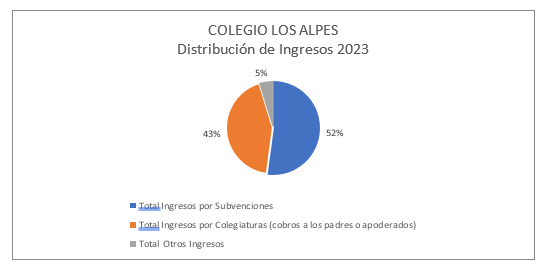 COLEGIO LOS ALPES
Distribución de Ingresos 2023
5%
43%
52%
Total Ingresos por Subvenciones
Total Ingresos por Colegiaturas (cobros a los padres o apoderados)
Total Otros Ingresos